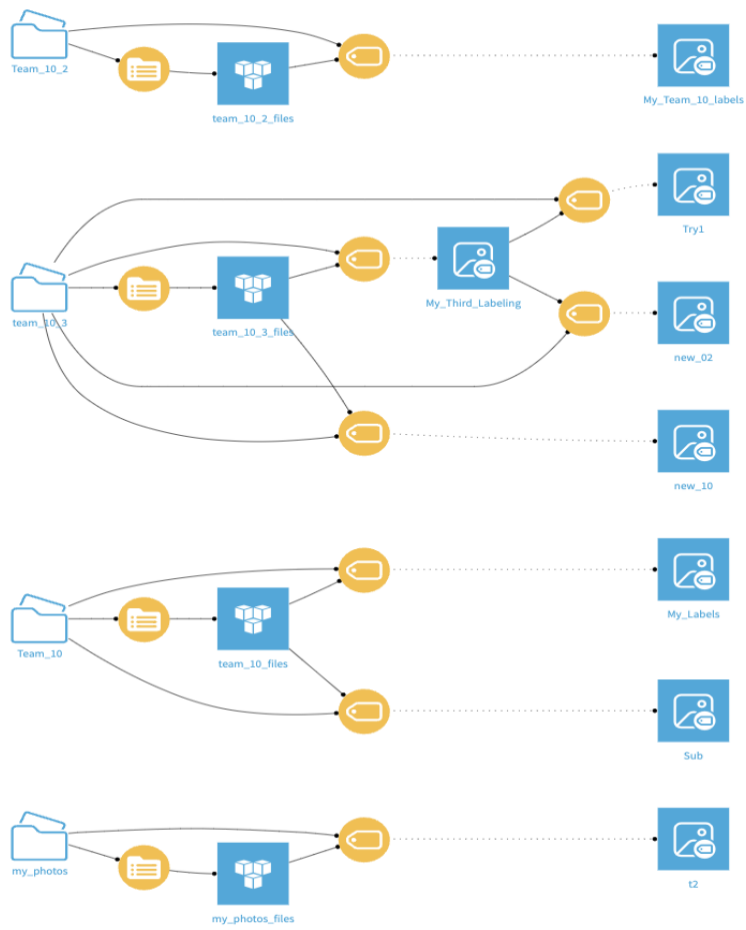 Team_10_2
team_10_2_files
My_Team_10_labels
Try1
team_10_3
team_10_3_files
My_Third_Labeling
new_02
new_10
Team_10
team_10_files
My_Labels
Sub
my_photos
my_photos_files
t2